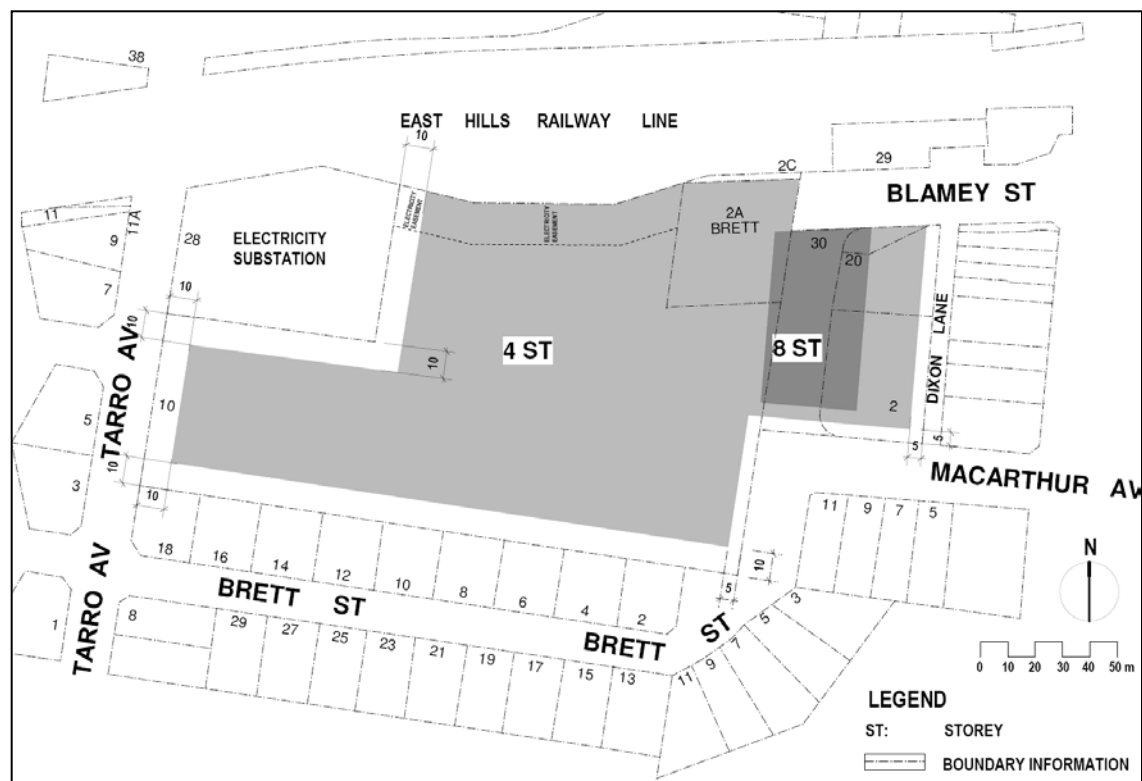 38
EAST HILLS RAILWAY LINE
10
2C
29
BLAMEY ST
11
11A
9
7
28
ELECTRICITY
SUBSTATION
ELECTRICITY
EASEMENT
ELECTRICITY
EASEMENT
2A
BRETT
30
20
10
10
TARRO AV
10
4 ST
8 ST
DIXON LANE
2
5
5
MACARTHUR AV
10
5
3
10
10
18
16
14
12
10
8
6
4
2
BRETT ST
BRETT ST
5
10
11
9
7
5
TARRO AV
1
8
29
27
25
23
21
19
17
15
13
11
9
7
5
3
N
0 10 20 30 40 50 m
LEGEND
ST: STOREY
BOUNDARY INFORMATION